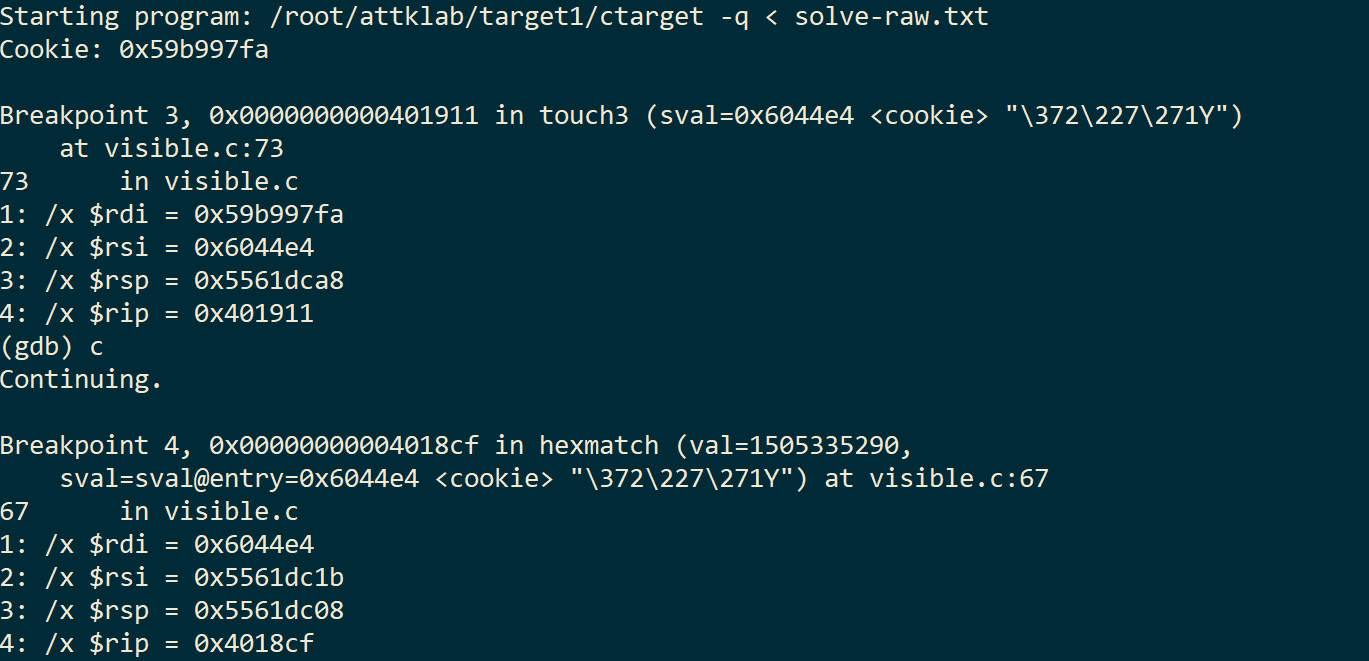 Starting program: /root/attklab/target1/ctarget -q < solve-raw.txt
Cookie: 0x59b997fa
Breakpoint 3, 0x0000000000401911 in touch3 (sval=0x6044e4 <cookie> "\372\227\271Y")
    at visible.c:73
73      in visible.c
1: /x $rdi = 0x59b997fa
2: /x $rsi = 0x6044e4
3: /x $rsp = 0x5561dca8
4: /x $rip = 0x401911
(gdb) c
Continuing.
Breakpoint 4, 0x00000000004018cf in hexmatch (val=1505335290,
    sval=sval@entry=0x6044e4 <cookie> "\372\227\271Y") at visible.c:67
67      in visible.c
1: /x $rdi = 0x6044e4
2: /x $rsi = 0x5561dc1b
3: /x $rsp = 0x5561dc08
4: /x $rip = 0x4018cf